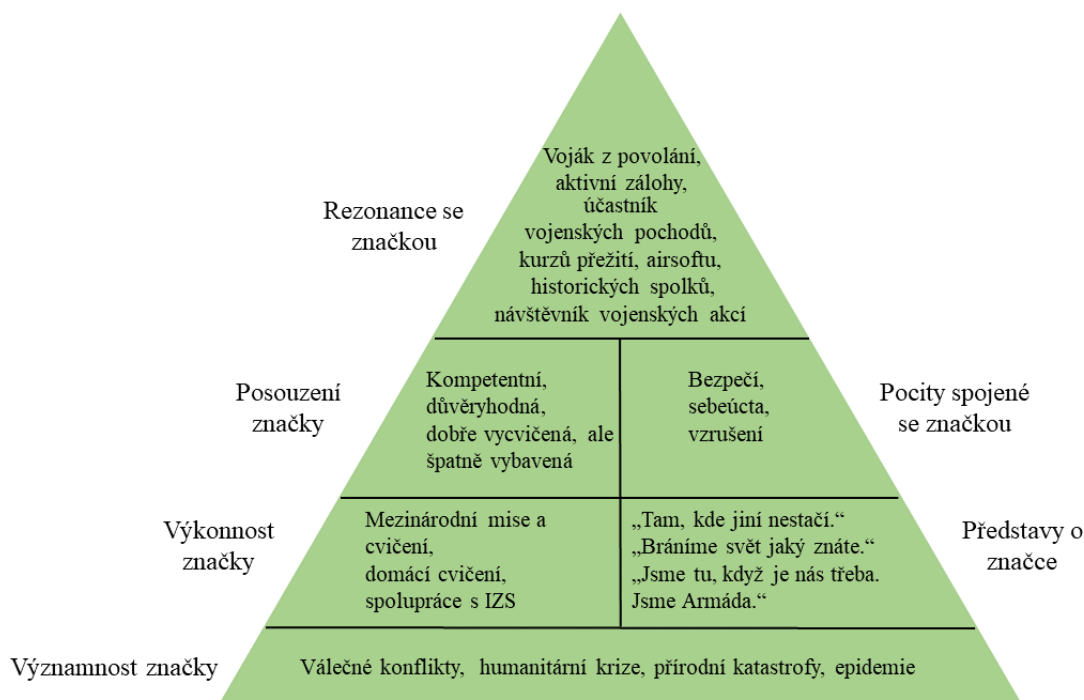 Voják z povolání,
aktivní zálohy,
účastník
vojenských pochodů,
kurzů přežití, airsoftu,
historických spolků,
návštěvník vojenských akcí
Rezonance se
značkou
Posouzení
značky
Kompetentní,
důvěryhodná,
dobře vycvičená, ale
špatně vybavená
Bezpečí,
sebeúcta,
vzrušení
Pocity spojené
se značkou
Výkonnost
značky
Mezinárodní mise a
cvičení,
domácí cvičení,
spolupráce s IZS
„Tam, kde jiní nestačí.“
„Bráníme svět jaký znáte.“
„Jsme tu, když je nás třeba.
Jsme Armáda.“
Představy o
značce
Významnost značky
Válečné konflikty, humanitární krize, přírodní katastrofy, epidemie